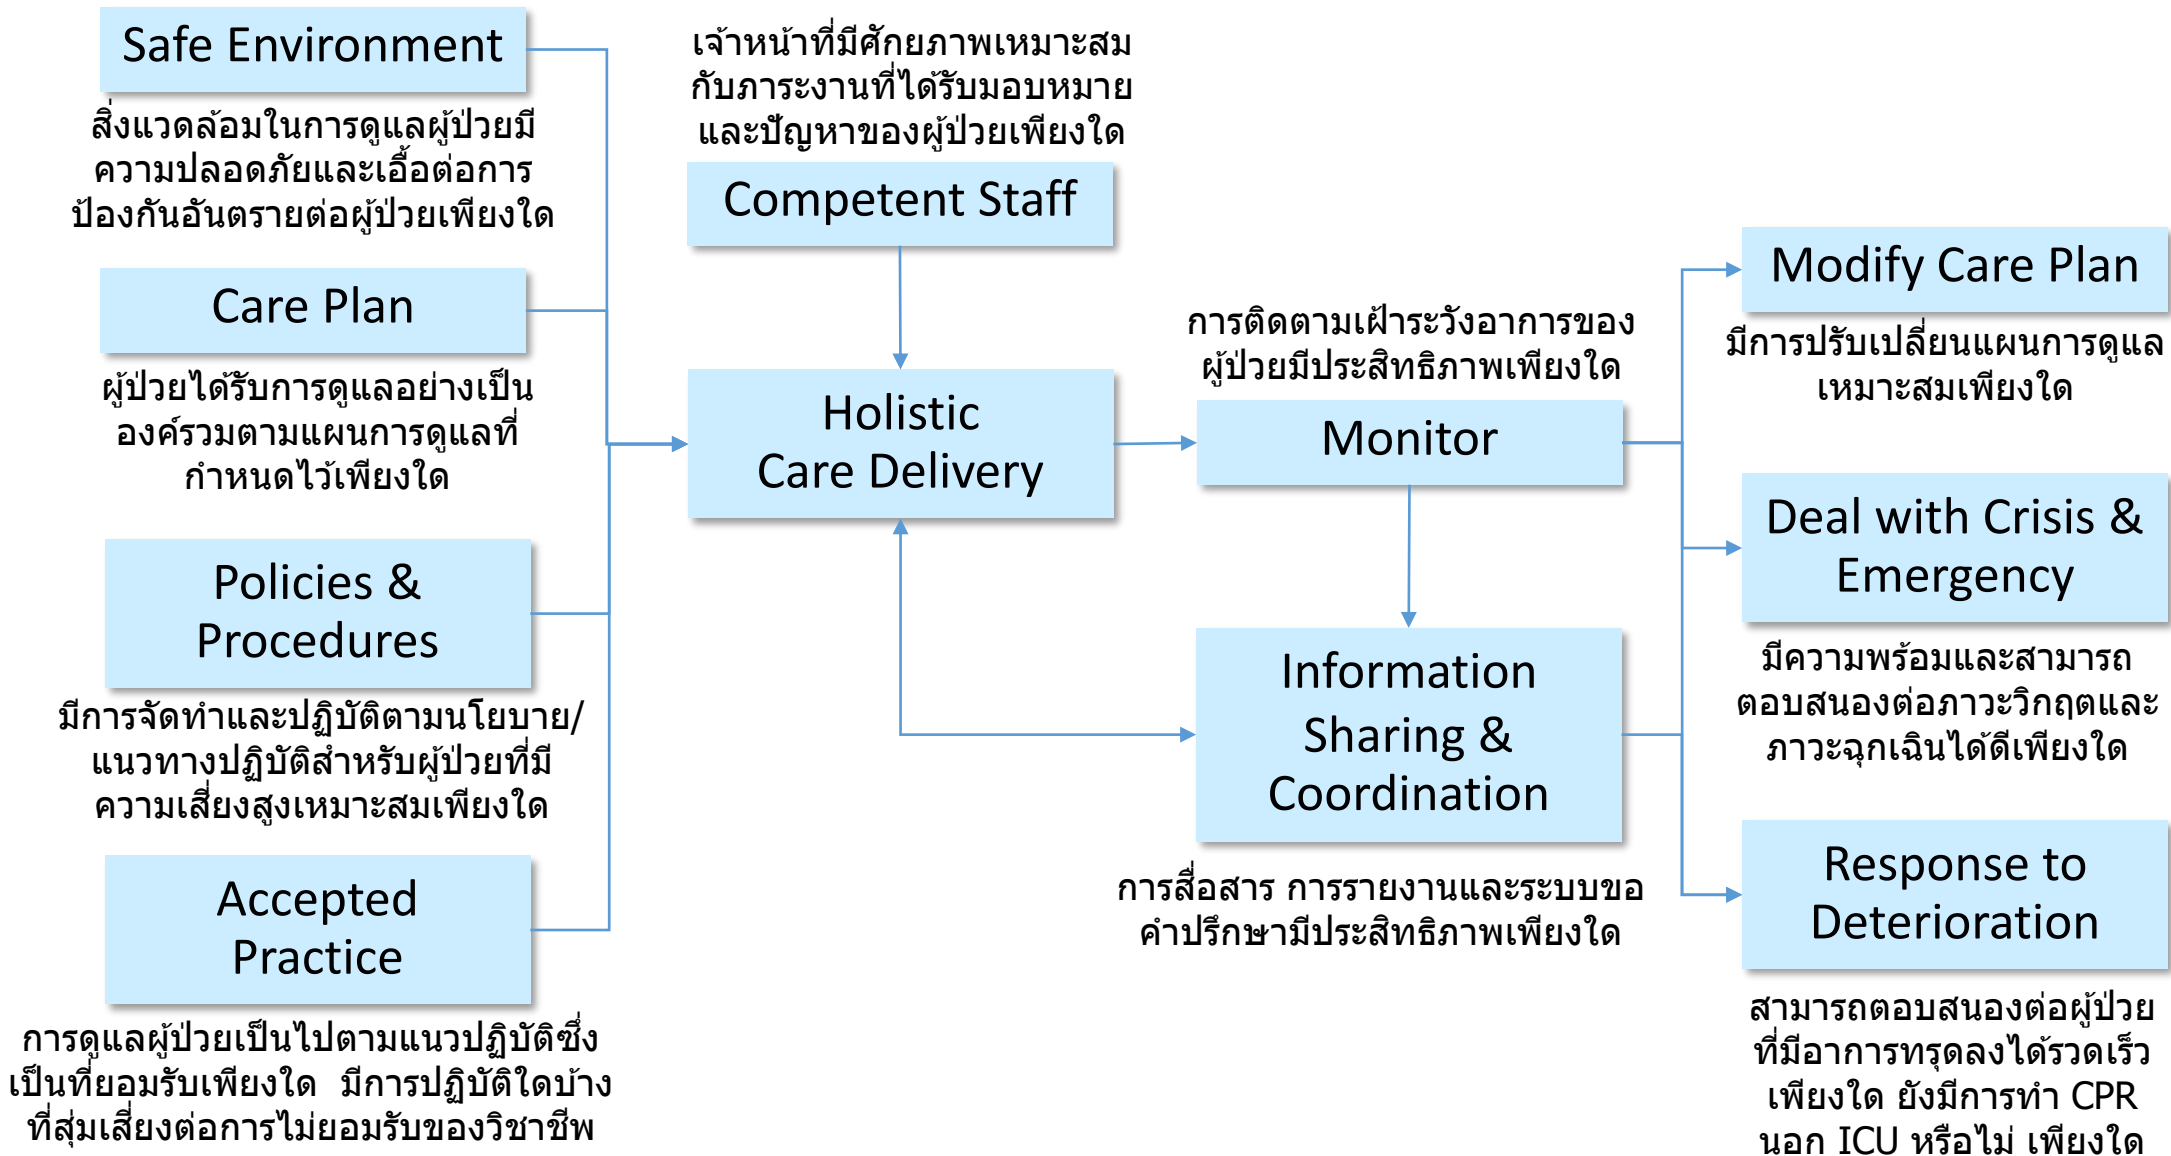 Safe Environment
สิ่งแวดล้อมในการดูแลผู้ป่วยมี
ความปลอดภัยและเอื้อต่อการ
ป้องกันอันตรายต่อผู้ป่วยเพียงใด
Care Plan
ผู้ป่วยได้รับการดูแลอย่างเป็น
องค์รวมตามแผนการดูแลที่
กำหนดไว้เพียงใด
Policies &
Procedures
มีการจัดทำและปฏิบัติตามนโยบาย/
แนวทางปฏิบัติสำหรับผู้ป่วยที่มี
ความเสี่ยงสูงเหมาะสมเพียงใด
Accepted
Practice
การดูแลผู้ป่วยเป็นไปตามแนวปฏิบัติซึ่ง
เป็นที่ยอมรับเพียงใด มีการปฏิบัติใดบ้าง
ที่สุ่มเสี่ยงต่อการไม่ยอมรับของวิชาชีพ
เจ้าหน้าที่มีศักยภาพเหมาะสม
กับภาระงานที่ได้รับมอบหมาย
และปัญหาของผู้ป่วยเพียงใด
Competent Staff
Holistic
Care Delivery
การติดตามเฝ้าระวังอาการของ
ผู้ป่วยมีประสิทธิภาพเพียงใด
Monitor
Information
Sharing &
Coordination
การสื่อสาร การรายงานและระบบขอ
คำปรึกษามีประสิทธิภาพเพียงใด
Modify Care Plan
มีการปรับเปลี่ยนแผนการดูแล
เหมาะสมเพียงใด
Deal with Crisis &
Emergency
มีความพร้อมและสามารถ
ตอบสนองต่อภาวะวิกฤตและ
ภาวะฉุกเฉินได้ดีเพียงใด
Response to
Deterioration
สามารถตอบสนองต่อผู้ป่วย
ที่มีอาการทรุดลงได้รวดเร็ว
เพียงใด ยังมีการทำ CPR
นอก ICU หรือไม่ เพียงใด